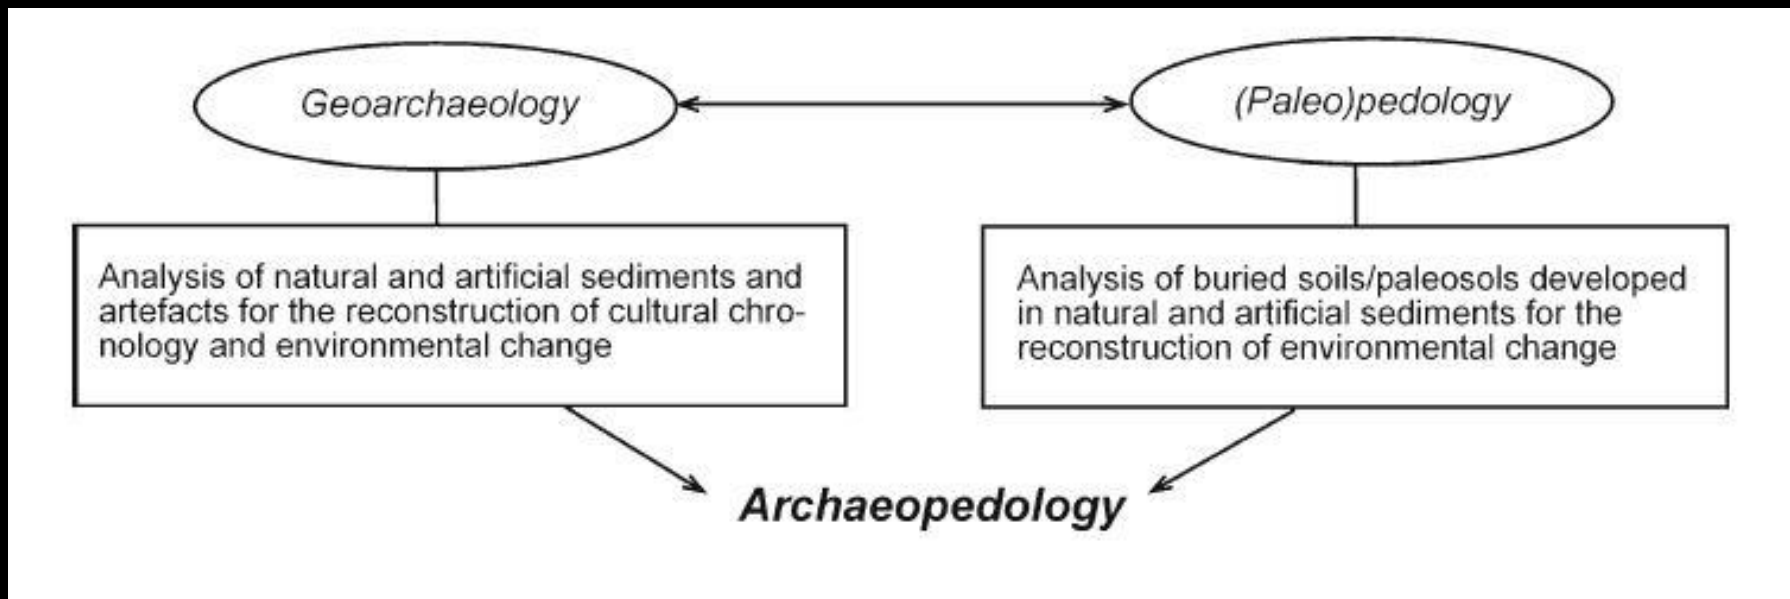 Geoarchaeology
(Paleo)pedology
Analysis of natural and artificial sediments and
artefacts for the reconstruction of cultural chro-
nology and environmental change
Analysis of buried soils/paleosols developed
in natural and artificial sediments for the
reconstruction of environmental change
Archaeopedology